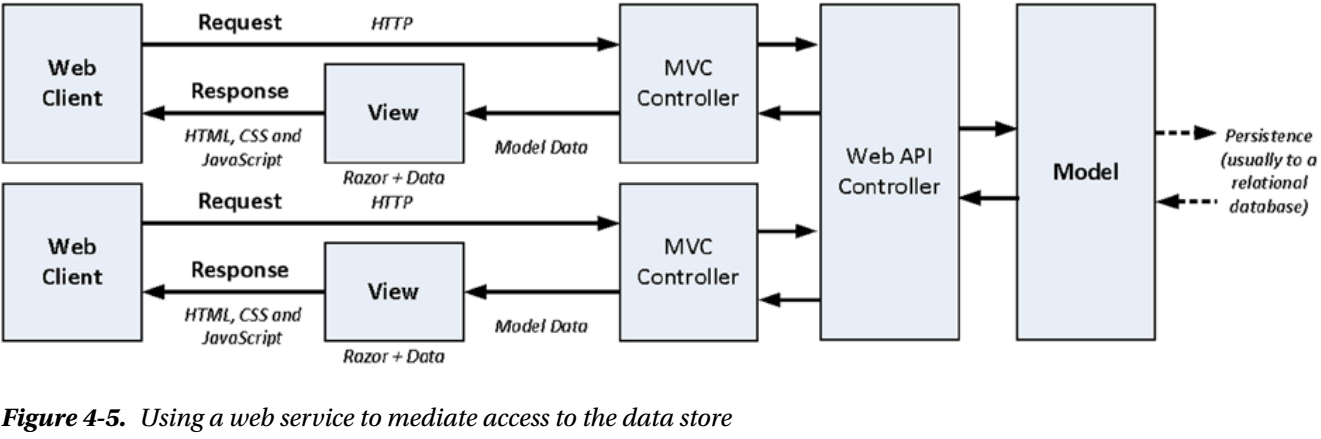 Request
HTTP
Web
Client
Response
HTML, CSS and
JavaScript
View
Razor + Data
Model Data
MVC
Controller
Request
HTTP
Web
Client
Response
HTML, CSS and
JavaScript
View
Razor + Data
Model Data
MVC
Controller
Web API
Controller
Model
Persistence
(usually to a
relational
database)
Figure 4-5. Using a web service to mediate access to the data store